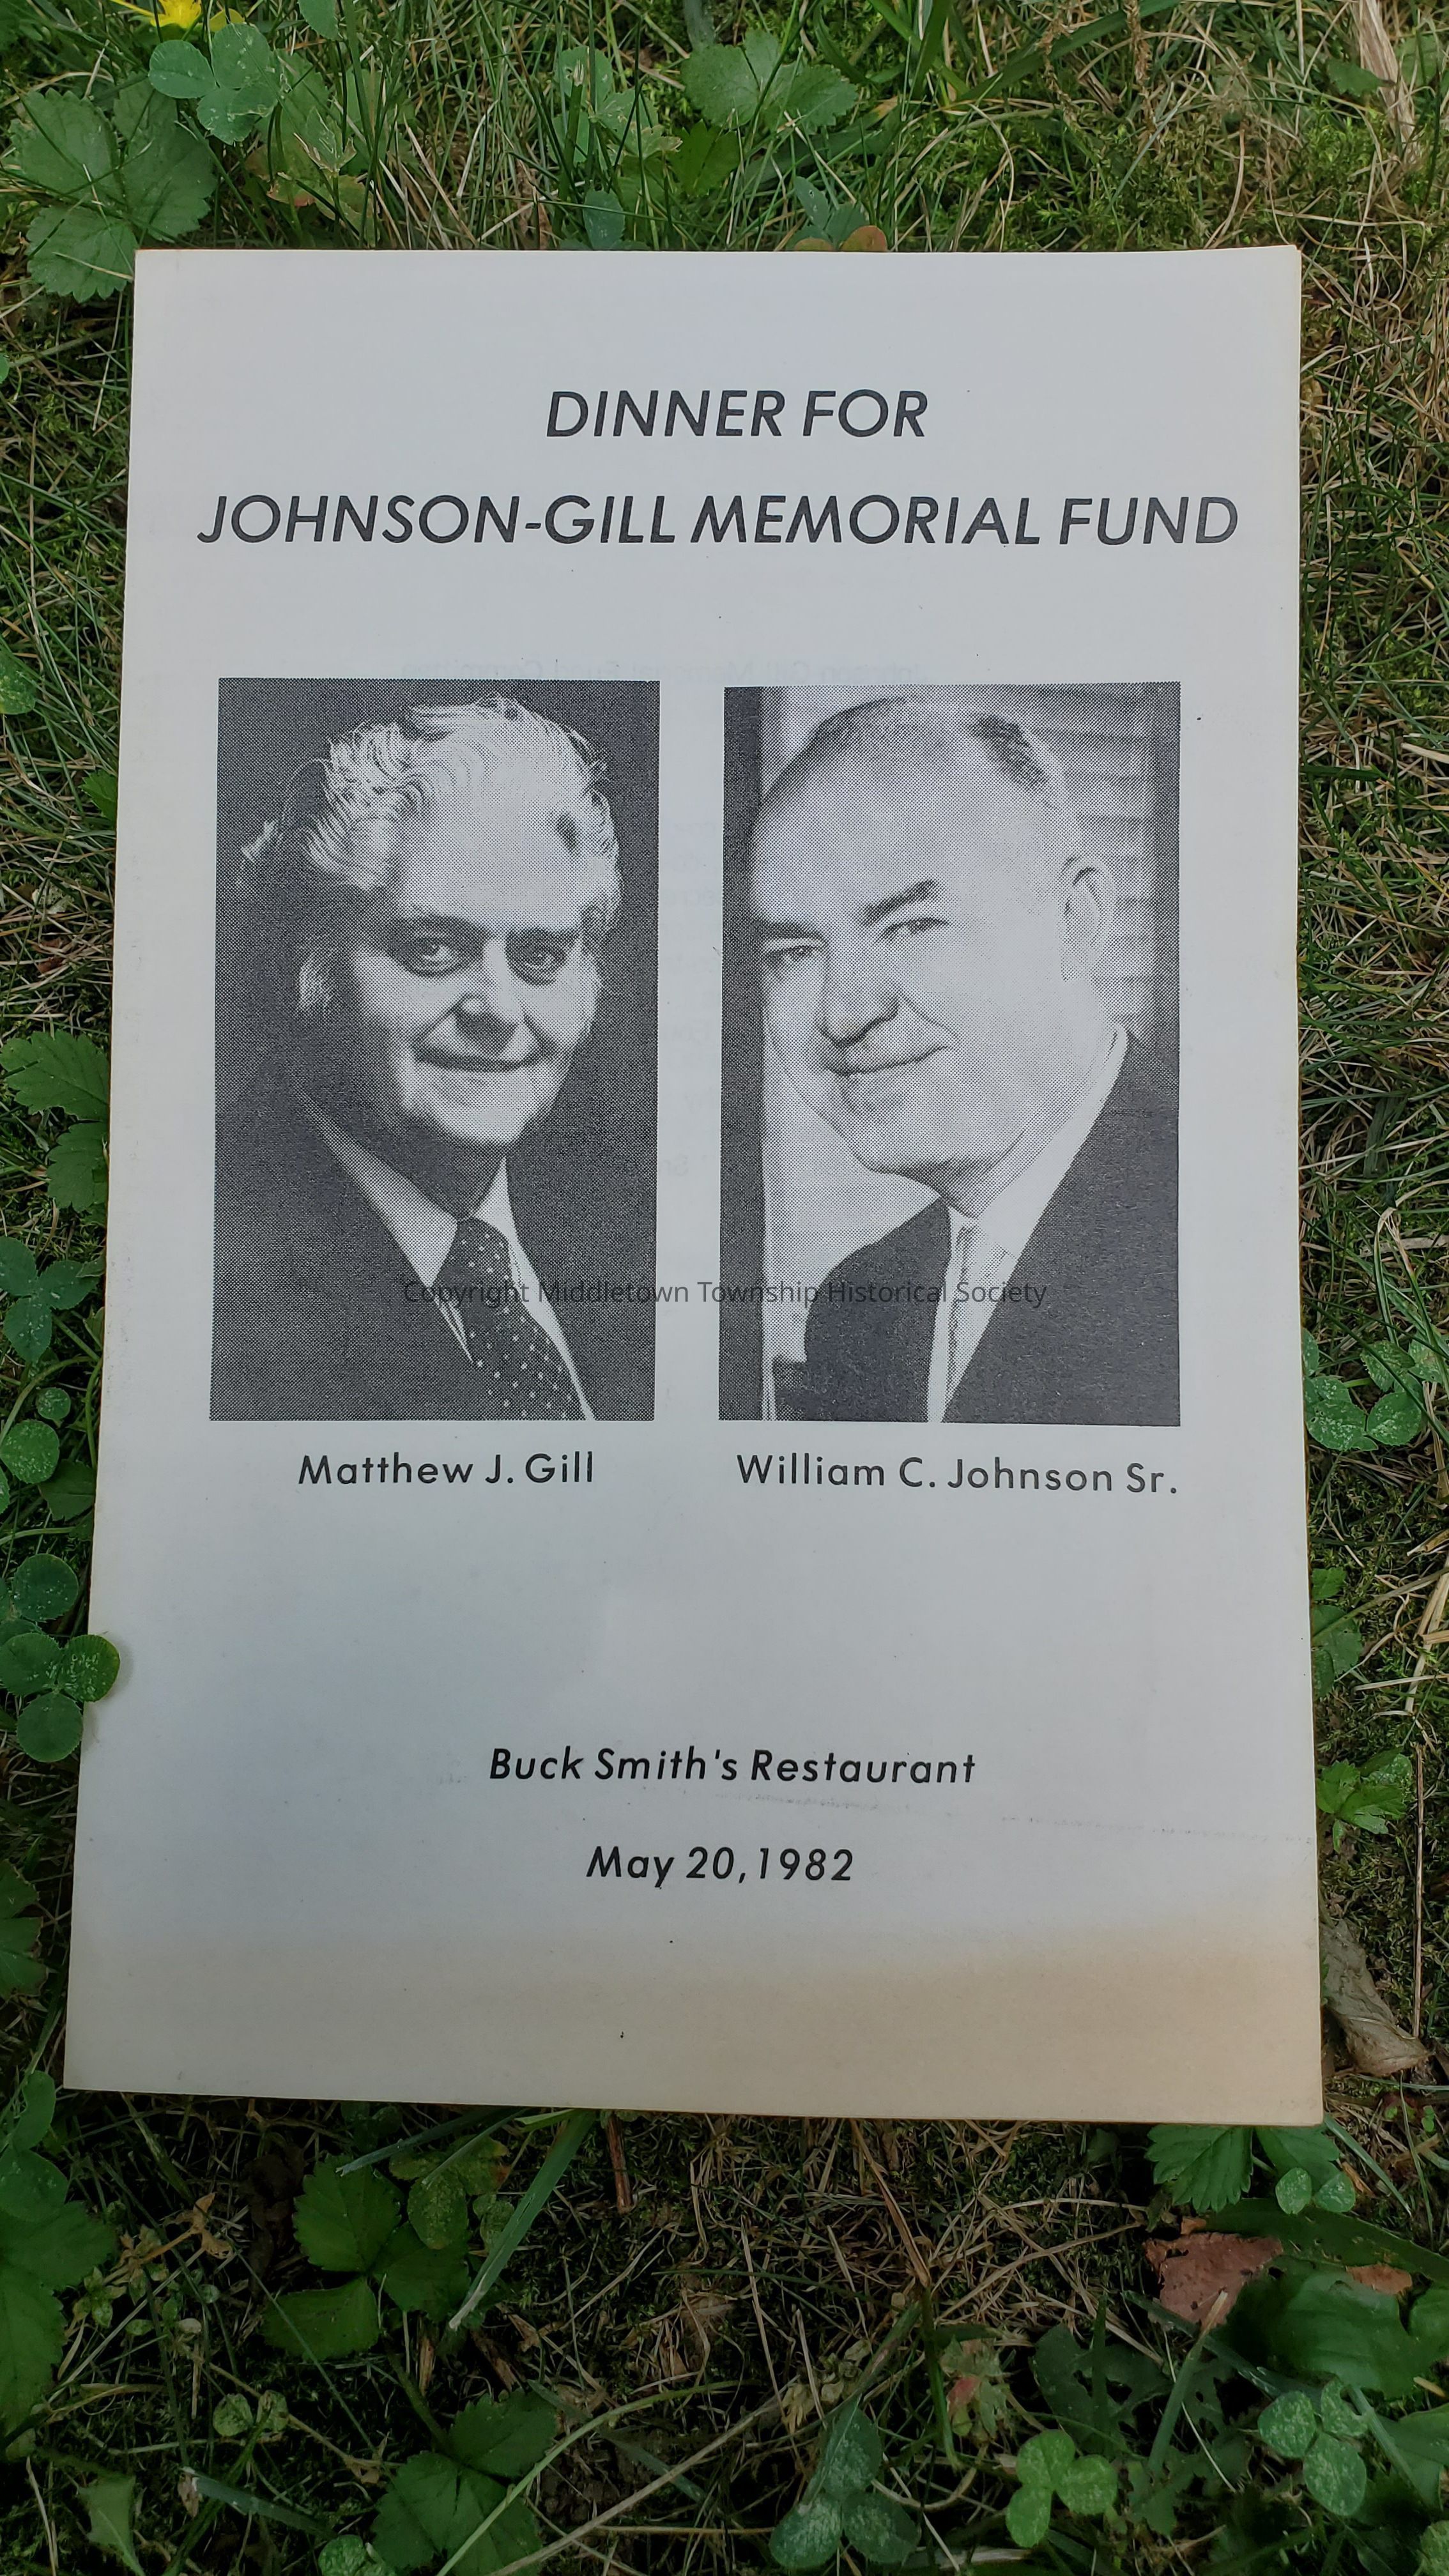 DINNER FOR
JOHNSON-GILL MEMORIAL FUND
Copyright Middletown Township Historical Society
Matthew J. Gill
William C. Johnson Sr.
Buck Smith's Restaurant
May 20, 1982